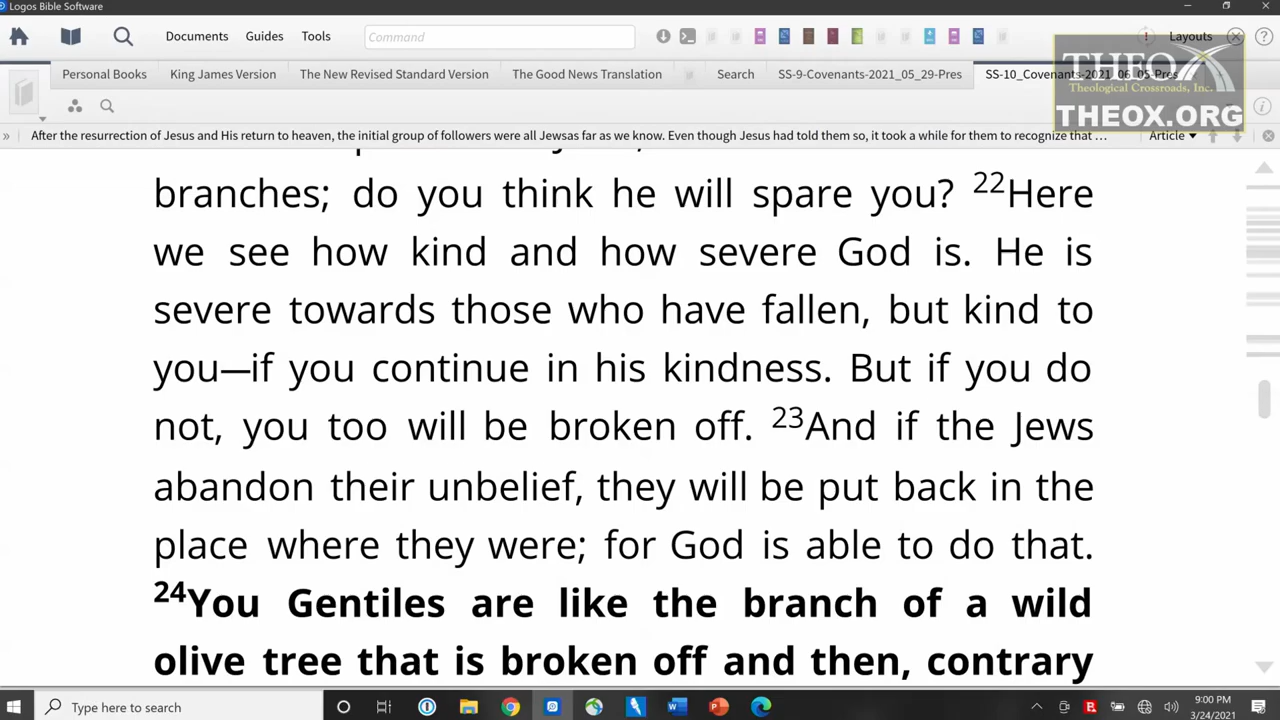 Logos Bible Software
Documents Guides Tools Command Layouts
Personal Books King James Version The New Revised Standard Version The Good News Translation Search SS-9-Covenants-2021_05_29-Pres SS-10_Covenants-2021_06_05-Pres
THEO
Theological Crossroads, Inc.
THEOX.ORG
After the resurrection of Jesus and His return to heaven, the initial group of followers were all Jewsas far as we know. Even though Jesus had told them so, it took a while for them to recognize that ... Article
branches; do you think he will spare you? 22Here
we see how kind and how severe God is. He is
severe towards those who have fallen, but kind to
you—if you continue in his kindness. But if you do
not, you too will be broken off. 23And if the Jews
abandon their unbelief, they will be put back in the
place where they were; for God is able to do that.
24You Gentiles are like the branch of a wild
olive tree that is broken off and then, contrary
Type here to search
9:00 PM
3/24/2021